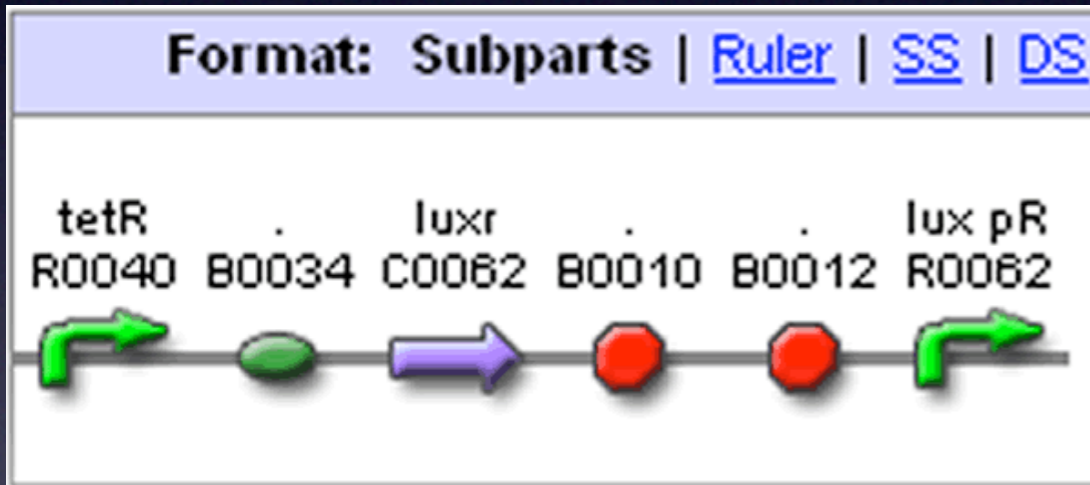 Format: Subparts | Ruler | SS | DS
tetR . luxr . . lux pR
R0040 B0034 C0062 B0010 B0012 R0062